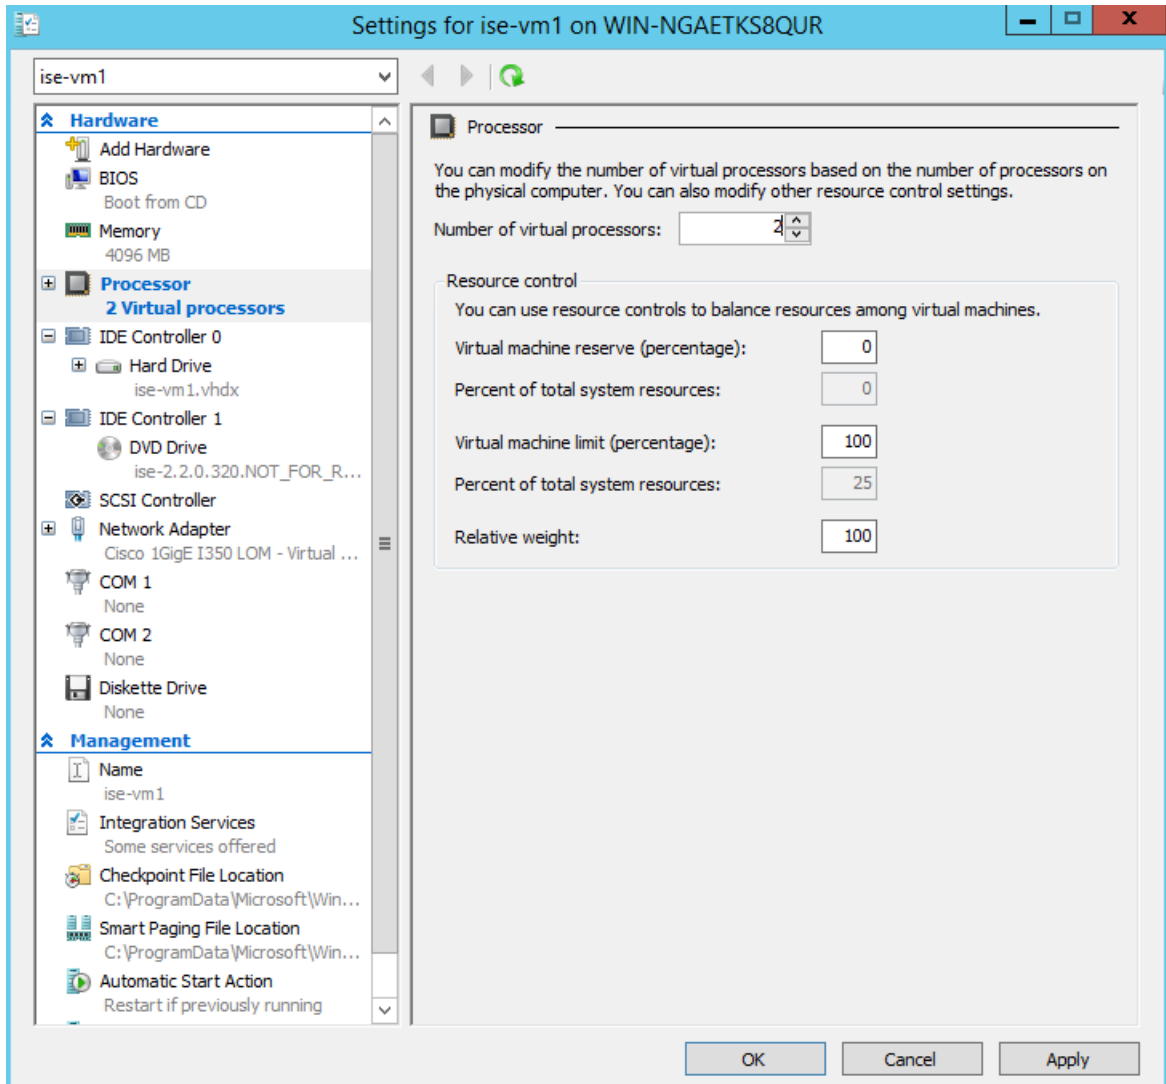 Settings for ise-vm1 on WIN-NGAETKS8QUR
ise-vm1
Hardware
Add Hardware
BIOS
Boot from CD
Memory
4096 MB
Processor
2 Virtual processors
IDE Controller 0
Hard Drive
ise-vm1.vhdx
IDE Controller 1
DVD Drive
ise-2.2.0.320.NOT_FOR_R...
SCSI Controller
Network Adapter
Cisco 1GigE I350 LOM - Virtual ...
COM 1
None
COM 2
None
Diskette Drive
None
Management
Name
ise-vm1
Integration Services
Some services offered
Checkpoint File Location
C:\ProgramData\Microsoft\Win...
Smart Paging File Location
C:\ProgramData\Microsoft\Win...
Automatic Start Action
Restart if previously running
Processor
You can modify the number of virtual processors based on the number of processors on
the physical computer. You can also modify other resource control settings.
Number of virtual processors: 2
Resource control
You can use resource controls to balance resources among virtual machines.
Virtual machine reserve (percentage): 0
Percent of total system resources: 0
Virtual machine limit (percentage): 100
Percent of total system resources: 25
Relative weight: 100
OK Cancel Apply